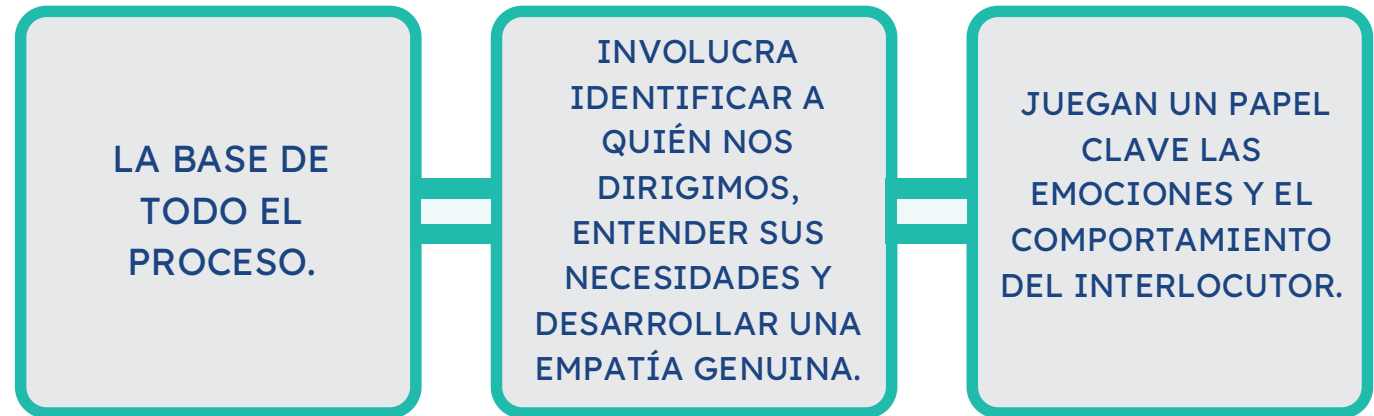 LA BASE DE
TODO EL
PROCESO.
INVOLUCRA
IDENTIFICAR A
QUIÉN NOS
DIRIGIMOS,
ENTENDER SUS
NECESIDADES Y
DESARROLLAR UNA
EMPATÍA GENUINA.
JUEGAN UN PAPEL
CLAVE LAS
EMOCIONES Y EL
COMPORTAMIENTO
DEL INTERLOCUTOR.